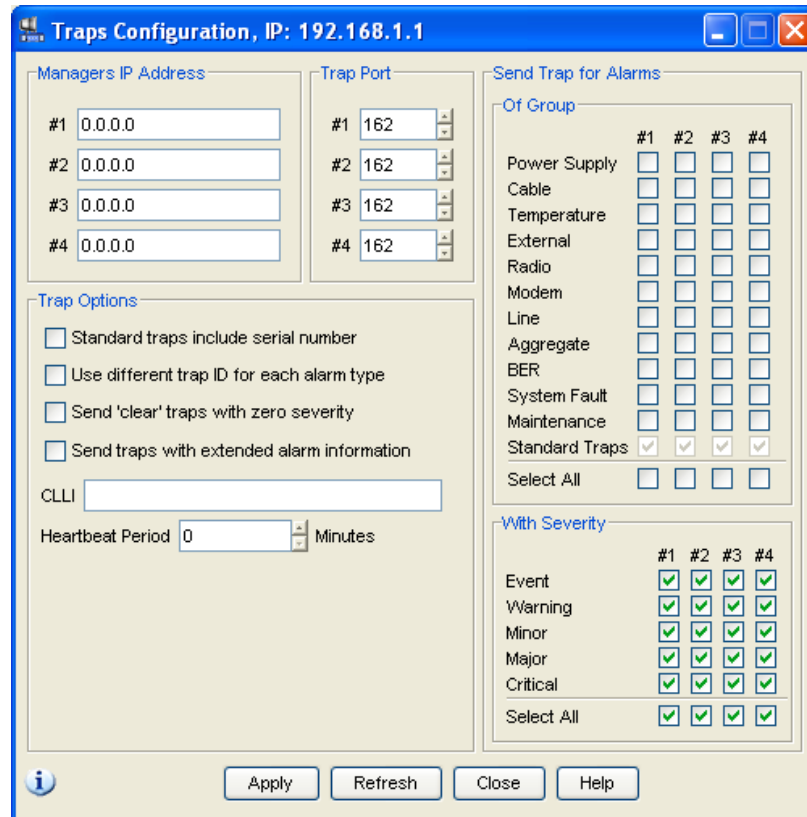 Traps Configuration, IP: 192.168.1.1
Managers IP Address
#1 0.0.0.0
#2 0.0.0.0
#3 0.0.0.0
#4 0.0.0.0
Trap Port
#1 162
#2 162
#3 162
#4 162
Trap Options
Standard traps include serial number
Use different trap ID for each alarm type
Send 'clear' traps with zero severity
Send traps with extended alarm information
CLLI
Heartbeat Period 0 Minutes
Send Trap for Alarms
Of Group
#1 #2 #3 #4
Power Supply
Cable
Temperature
External
Radio
Modem
Line
Aggregate
BER
System Fault
Maintenance
Standard Traps
Select All
With Severity
#1 #2 #3 #4
Event
Warning
Minor
Major
Critical
Select All
Apply Refresh Close Help